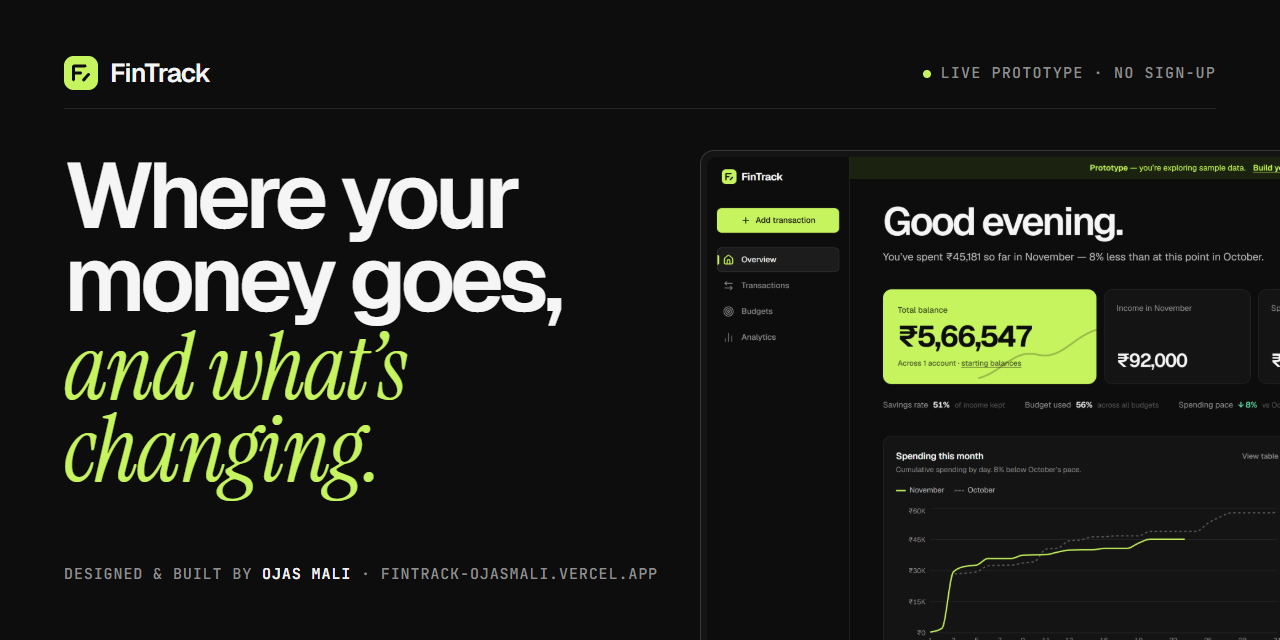 FinTrack
LIVE PROTOTYPE · NO SIGN-UP
Where your
money goes,
and what's
changing.
DESIGNED & BUILT BY OJAS MALI · FINTRACK-OJASMALI.VERCEL.APP
FinTrack
Add transaction
Overview
Transactions
Budgets
Analytics
Prototype — you're exploring sample data. Build
Good evening.
You've spent ₹45,181 so far in November — 8% less than at this point in October.
Total balance
₹5,66,547
Across 1 account · starting balances
Income in November
₹92,000
Savings rate 51% of income kept
Budget used 56% across all budgets
Spending pace ↓8% vs
Spending this month
View table
Cumulative spending by day. 8% below October's pace.
November
October
₹60K
₹45K
₹30K
₹15K
₹0